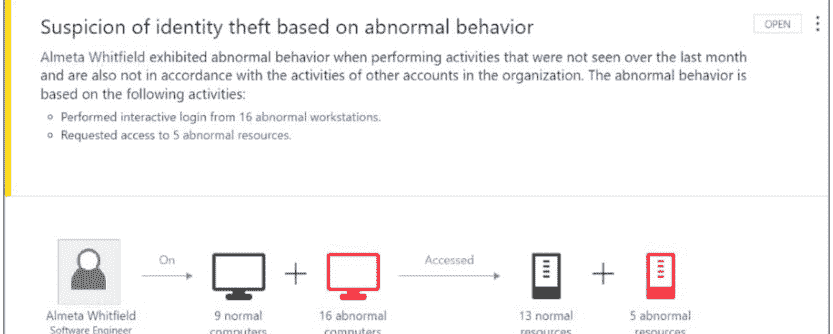 Suspicion of identity theft based on abnormal behavior
OPEN
Almeta Whitfield exhibited abnormal behavior when performing activities that were not seen over the last month
and are also not in accordance with the activities of other accounts in the organization. The abnormal behavior is
based on the following activities:
Performed interactive login from 16 abnormal workstations.
Requested access to 5 abnormal resources.
On
Accessed
Almeta Whitfield
9 normal
16 abnormal
13 normal
5 abnormal
Software Engineer
computers
computers
resources
resources